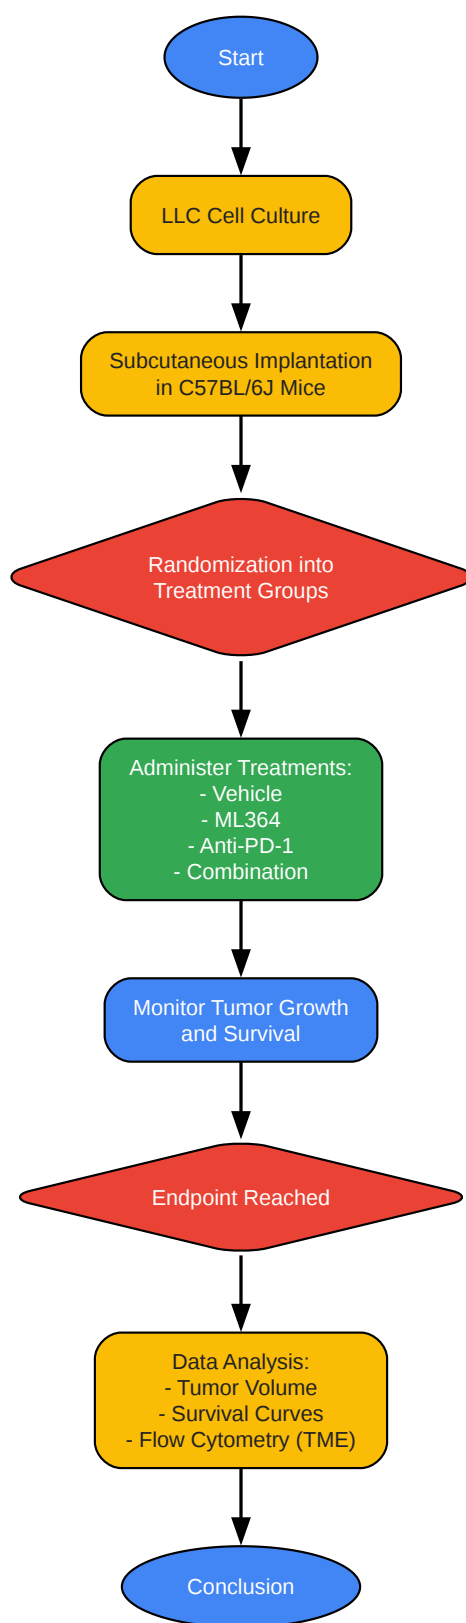 Start
LLC Cell Culture
Subcutaneous Implantation
in C57BL/6J Mice
Randomization into
Treatment Groups
Administer Treatments:
- Vehicle
- ML364
- Anti-PD-1
- Combination
Monitor Tumor Growth
and Survival
Endpoint Reached
Data Analysis:
- Tumor Volume
- Survival Curves
- Flow Cytometry (TME)
Conclusion